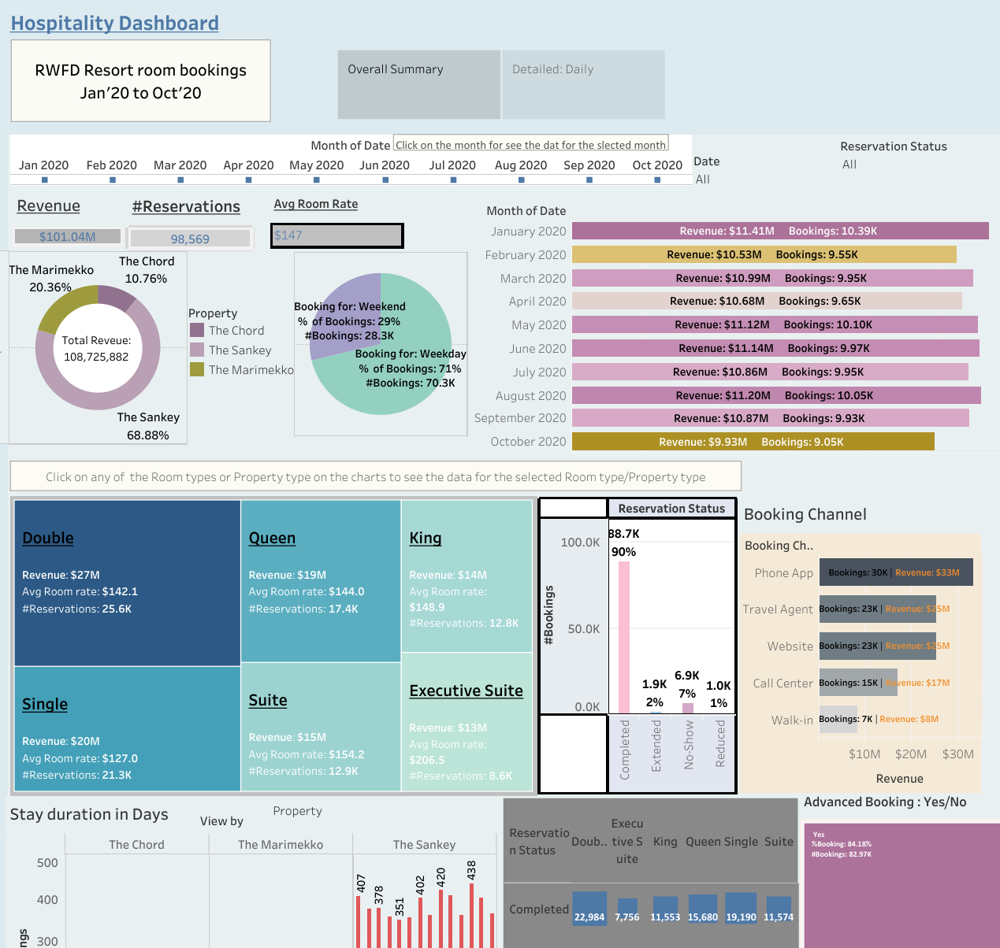 Hospitality Dashboard
RWFD Resort room bookings
Jan'20 to Oct'20
Overall Summary
Detailed: Daily
Month of Date
Click on the month for see the dat for the slected month
Jan 2020 Feb 2020 Mar 2020 Apr 2020 May 2020 Jun 2020 Jul 2020 Aug 2020 Sep 2020 Oct 2020
Date
All
Reservation Status
All
Revenue
$101.04M
#Reservations
98,569
Avg Room Rate
$147
The Chord
10.76%
The Marimekko
20.36%
Total Reveue:
108,725,882
The Sankey
68.88%
Property
The Chord
The Sankey
The Marimekko
Booking for: Weekend
% of Bookings: 29%
#Bookings: 28.3K
Booking for: Weekday
% of Bookings: 71%
#Bookings: 70.3K
Month of Date
January 2020 Revenue: $11.41M Bookings: 10.39K
February 2020 Revenue: $10.53M Bookings: 9.55K
March 2020 Revenue: $10.99M Bookings: 9.95K
April 2020 Revenue: $10.68M Bookings: 9.65K
May 2020 Revenue: $11.12M Bookings: 10.10K
June 2020 Revenue: $11.14M Bookings: 9.97K
July 2020 Revenue: $10.86M Bookings: 9.95K
August 2020 Revenue: $11.20M Bookings: 10.05K
September 2020 Revenue: $10.87M Bookings: 9.93K
October 2020 Revenue: $9.93M Bookings: 9.05K
Click on any of the Room types or Property type on the charts to see the data for the selected Room type/Property type
Double
Revenue: $27M
Avg Room rate: $142.1
#Reservations: 25.6K
Queen
Revenue: $19M
Avg Room rate: $144.0
#Reservations: 17.4K
King
Revenue: $14M
Avg Room rate:
$148.9
#Reservations: 12.8K
Single
Revenue: $20M
Avg Room rate: $127.0
#Reservations: 21.3K
Suite
Revenue: $15M
Avg Room rate: $154.2
#Reservations: 12.9K
Executive Suite
Revenue: $13M
Avg Room rate:
$206.5
#Reservations: 8.6K
Reservation Status
#Bookings
100.0K
50.0K
0.0K
88.7K
90%
1.9K
2%
6.9K
7%
1.0K
1%
Completed
Extended
No-Show
Reduced
Booking Channel
Booking Ch..
Phone App Bookings: 30K | Revenue: $33M
Travel Agent Bookings: 23K | Revenue: $25M
Website Bookings: 23K | Revenue: $25M
Call Center Bookings: 15K | Revenue: $17M
Walk-in Bookings: 7K | Revenue: $8M
$10M $20M $30M
Revenue
Stay duration in Days
View by
Property
The Chord The Marimekko The Sankey
500
400
300
ngs
407
378
351
402
420
438
Reservatio
n Status
Doub..
Execu
tive S
uite
King Queen Single Suite
Completed 22,984 7,756 11,553 15,680 19,190 11,574
Advanced Booking : Yes/No
Yes
%Booking: 84.18%
#Bookings: 82.97K